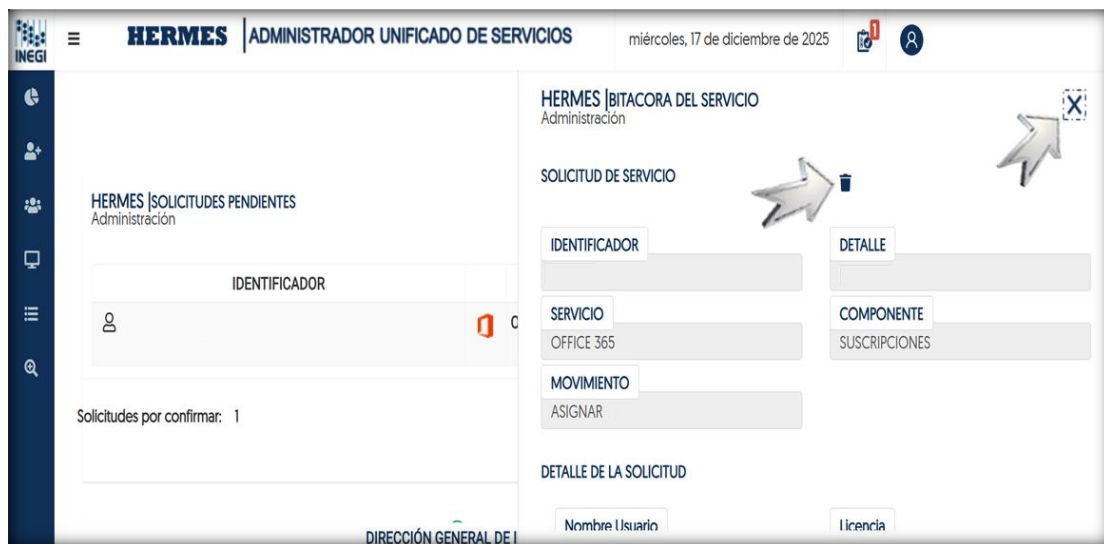 INEGI
HERMES | ADMINISTRADOR UNIFICADO DE SERVICIOS
miércoles, 17 de diciembre de 2025
1
HERMES |SOLICITUDES PENDIENTES
Administración
IDENTIFICADOR
Solicitudes por confirmar: 1
DIRECCIÓN GENERAL DE
HERMES |BITACORA DEL SERVICIO
Administración
X
SOLICITUD DE SERVICIO
IDENTIFICADOR
DETALLE
SERVICIO
OFFICE 365
COMPONENTE
SUSCRIPCIONES
MOVIMIENTO
ASIGNAR
DETALLE DE LA SOLICITUD
Nombre Usuario
Licencia